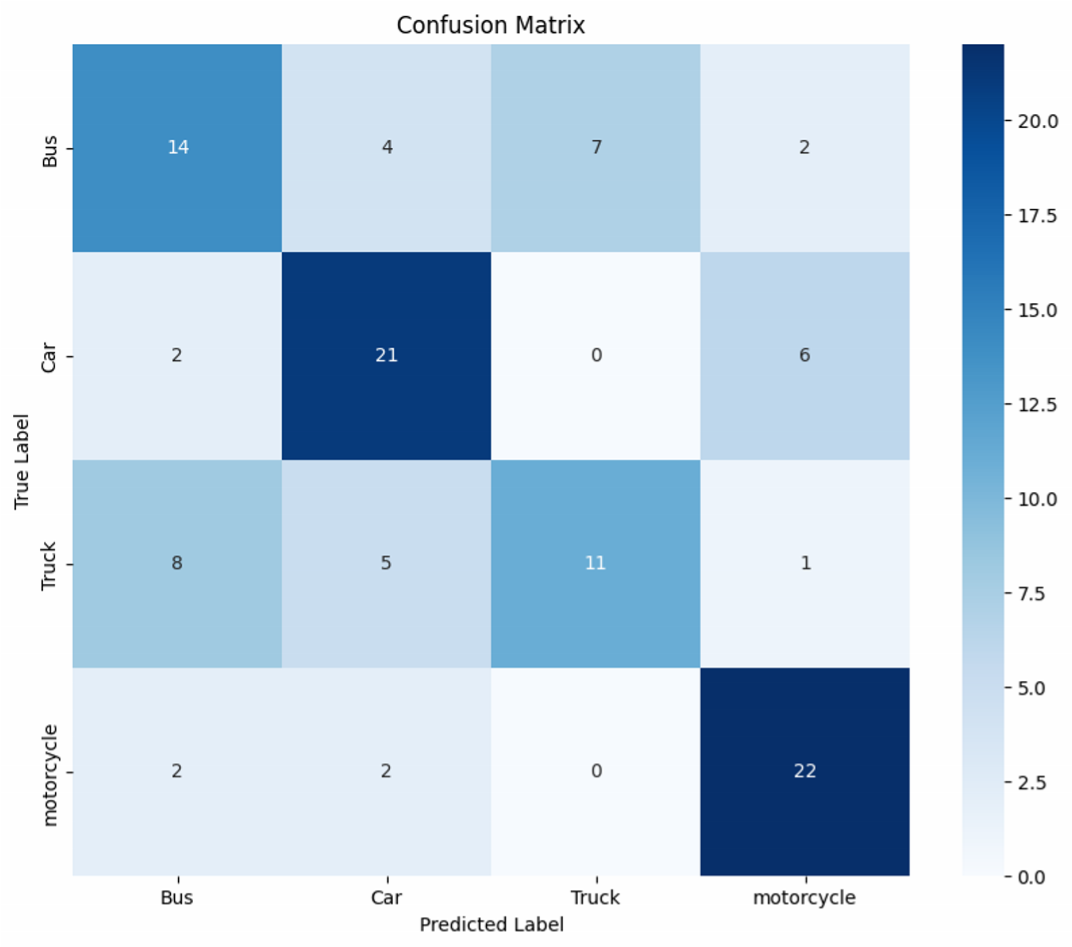 Confusion Matrix
Bus 14 4 7 2
Car 2 21 0 6
Truck 8 5 11 1
motorcycle 2 2 0 22
True Label
Bus Car Truck motorcycle
Predicted Label
20.0
17.5
15.0
12.5
10.0
7.5
5.0
2.5
0.0